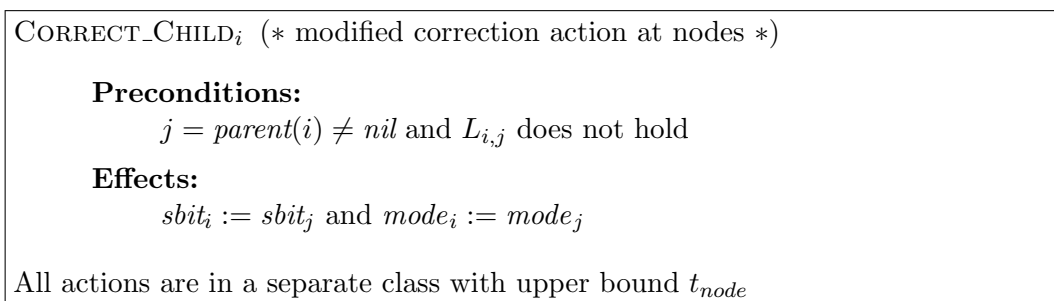 CORRECT_CHILDi (* modified correction action at nodes *)
Preconditions:
j = parent(i) ≠ nil and Li,j does not hold
Effects:
sbiti := sbitj and modei := modej
All actions are in a separate class with upper bound tnode